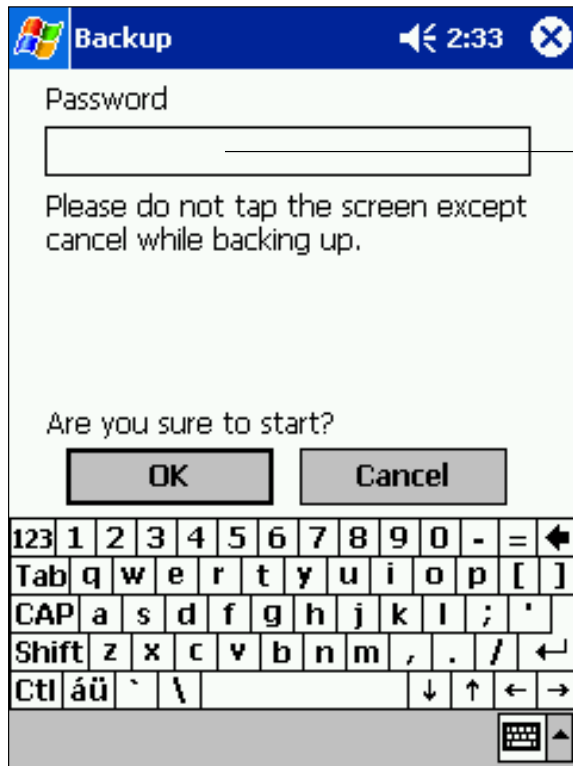 Backup 2:33
Password
Please do not tap the screen except
cancel while backing up.
Are you sure to start?
OK Cancel
123 1 2 3 4 5 6 7 8 9 0 - =
Tab q w e r t y u i o p [ ]
CAP a s d f g h j k l ; '
Shift z x c v b n m , . /
Ctl áü ` \ ↓ ↑ ← →